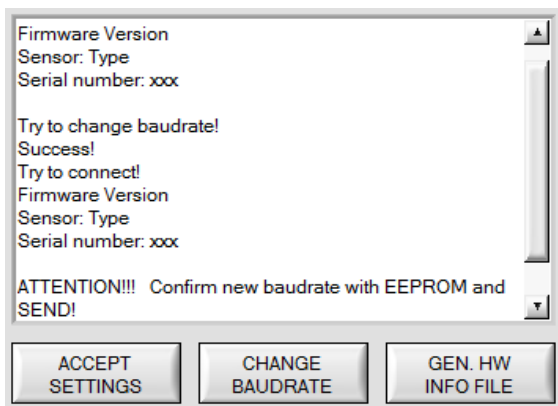 Firmware Version
Sensor: Type
Serial number: xxx
Try to change baudrate!
Success!
Try to connect!
Firmware Version
Sensor: Type
Serial number: xxx
ATTENTION!!!   Confirm new baudrate with EEPROM and
SEND!
ACCEPT SETTINGS
CHANGE BAUDRATE
GEN. HW INFO FILE